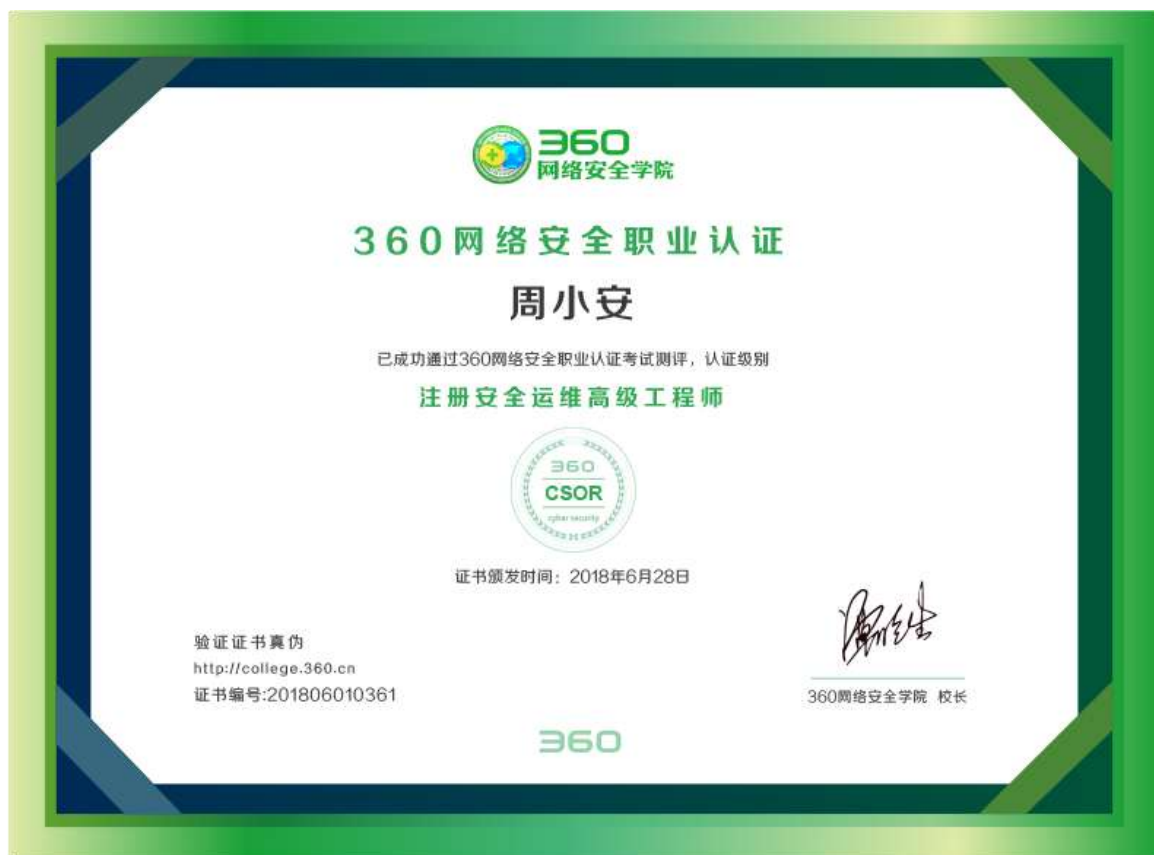 360
网络安全学院
360网络安全职业认证
周小安
已成功通过360网络安全职业认证考试测评，认证级别
注册安全运维高级工程师
360
CSOR
cyber security
证书颁发时间：2018年6月28日
验证证书真伪
http://college.360.cn
证书编号:201806010361
360网络安全学院 校长
360